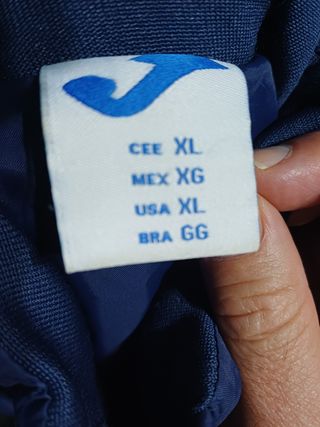 CEE XL
MEX XG
USA XL
BRA GG